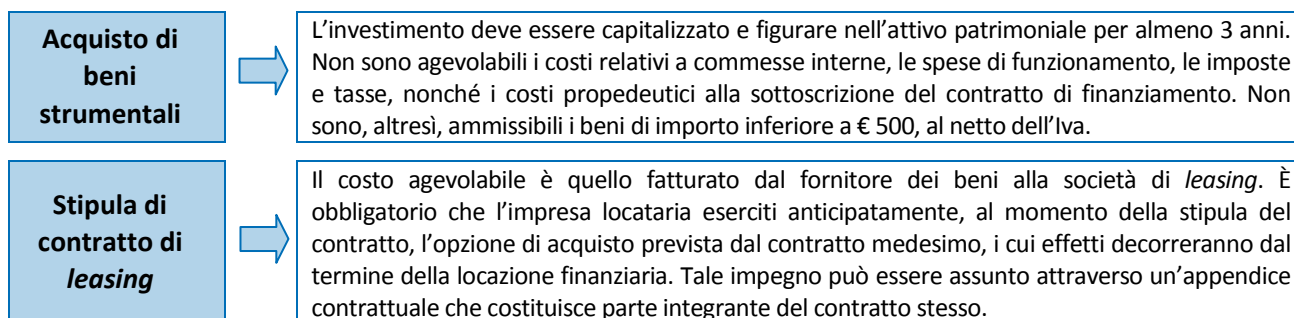 Acquisto di
beni
strumentali
L’investimento deve essere capitalizzato e figurare nell’attivo patrimoniale per almeno 3 anni.
Non sono agevolabili i costi relativi a commesse interne, le spese di funzionamento, le imposte
e tasse, nonché i costi propedeutici alla sottoscrizione del contratto di finanziamento. Non
sono, altresì, ammissibili i beni di importo inferiore a € 500, al netto dell’Iva.
Stipula di
contratto di
leasing
Il costo agevolabile è quello fatturato dal fornitore dei beni alla società di leasing. È
obbligatorio che l’impresa locataria eserciti anticipatamente, al momento della stipula del
contratto, l’opzione di acquisto prevista dal contratto medesimo, i cui effetti decorreranno dal
termine della locazione finanziaria. Tale impegno può essere assunto attraverso un’appendice
contrattuale che costituisce parte integrante del contratto stesso.